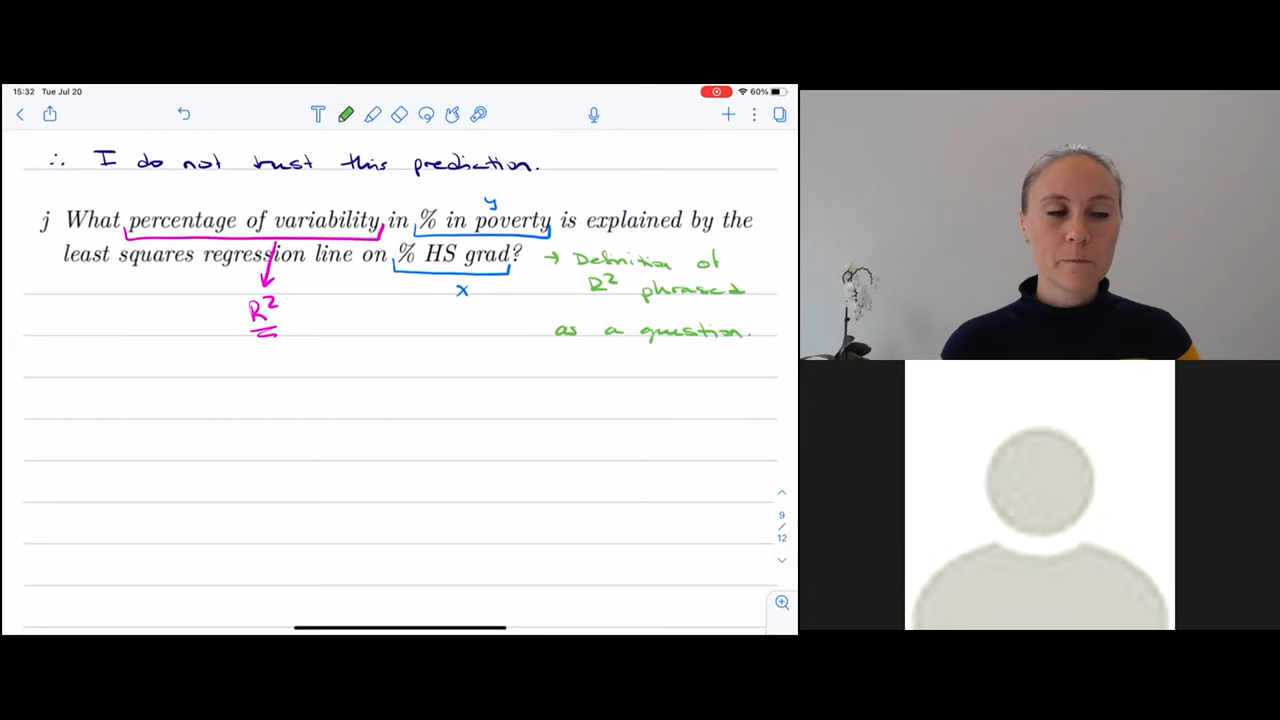 15:32 Tue Jul 20
60%
T
∴ I do not trust this prediction.
y
j What percentage of variability in % in poverty is explained by the
least squares regression line on % HS grad? → Definition of
R² phrased
x
R²
as a question.
9
/
12